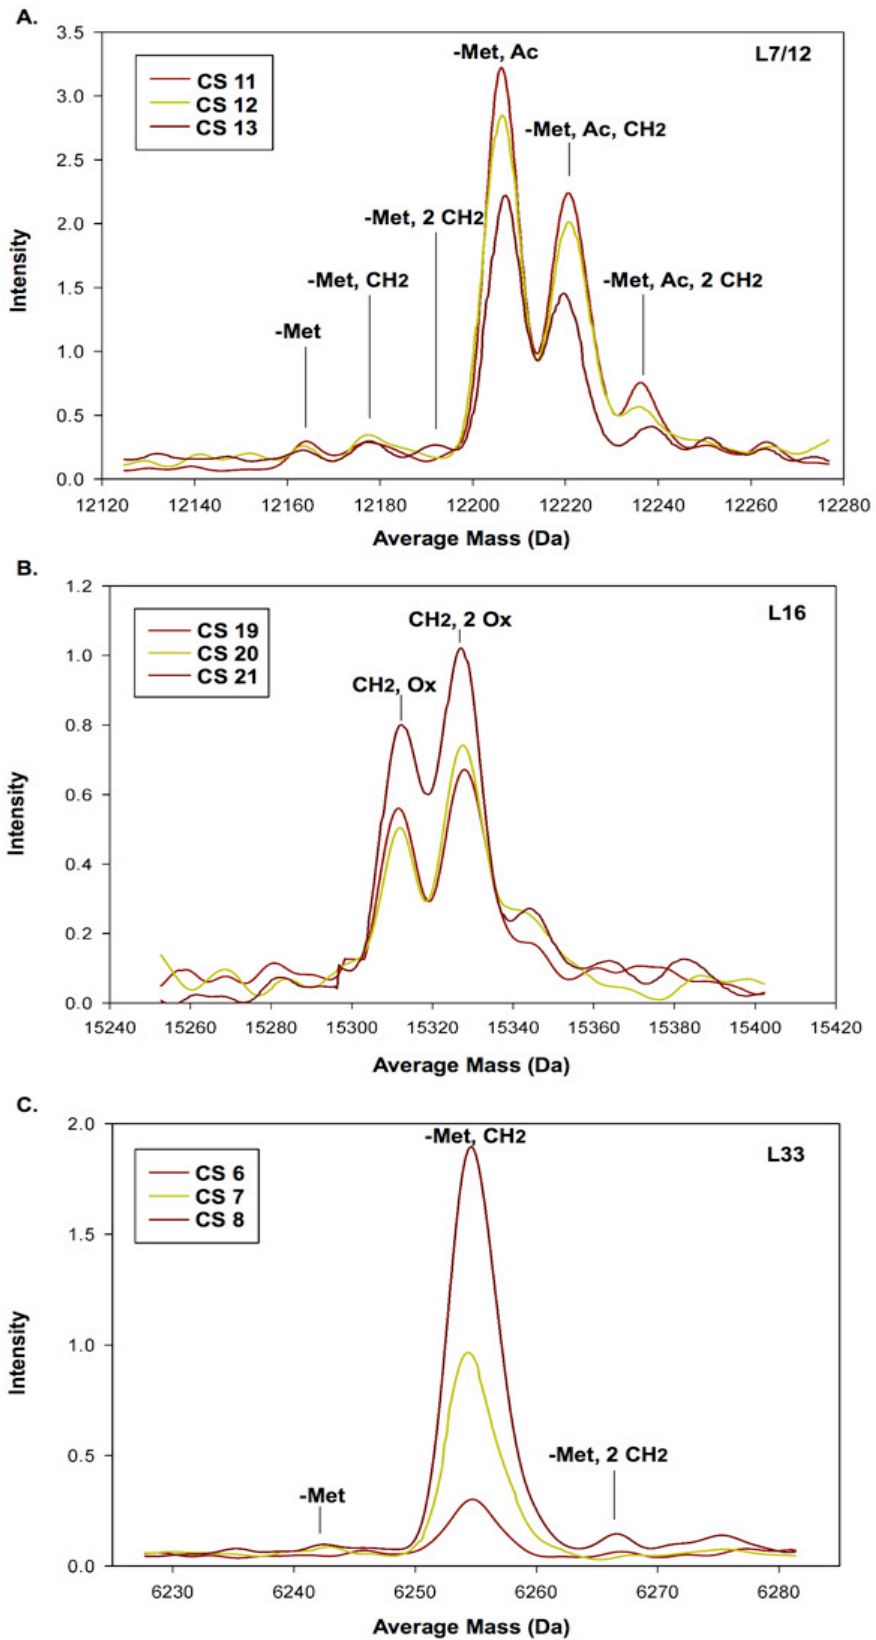 A.
L7/12
CS 11
CS 12
CS 13
-Met, Ac
-Met, Ac, CH2
-Met, 2 CH2
-Met, CH2
-Met, Ac, 2 CH2
-Met
Intensity
3.5
3.0
2.5
2.0
1.5
1.0
0.5
0.0
12120 12140 12160 12180 12200 12220 12240 12260 12280
Average Mass (Da)
B.
L16
CS 19
CS 20
CS 21
CH2, 2 Ox
CH2, Ox
Intensity
1.2
1.0
0.8
0.6
0.4
0.2
0.0
15240 15260 15280 15300 15320 15340 15360 15380 15400 15420
Average Mass (Da)
C.
L33
CS 6
CS 7
CS 8
-Met, CH2
-Met, 2 CH2
-Met
Intensity
2.0
1.5
1.0
0.5
0.0
6230 6240 6250 6260 6270 6280
Average Mass (Da)